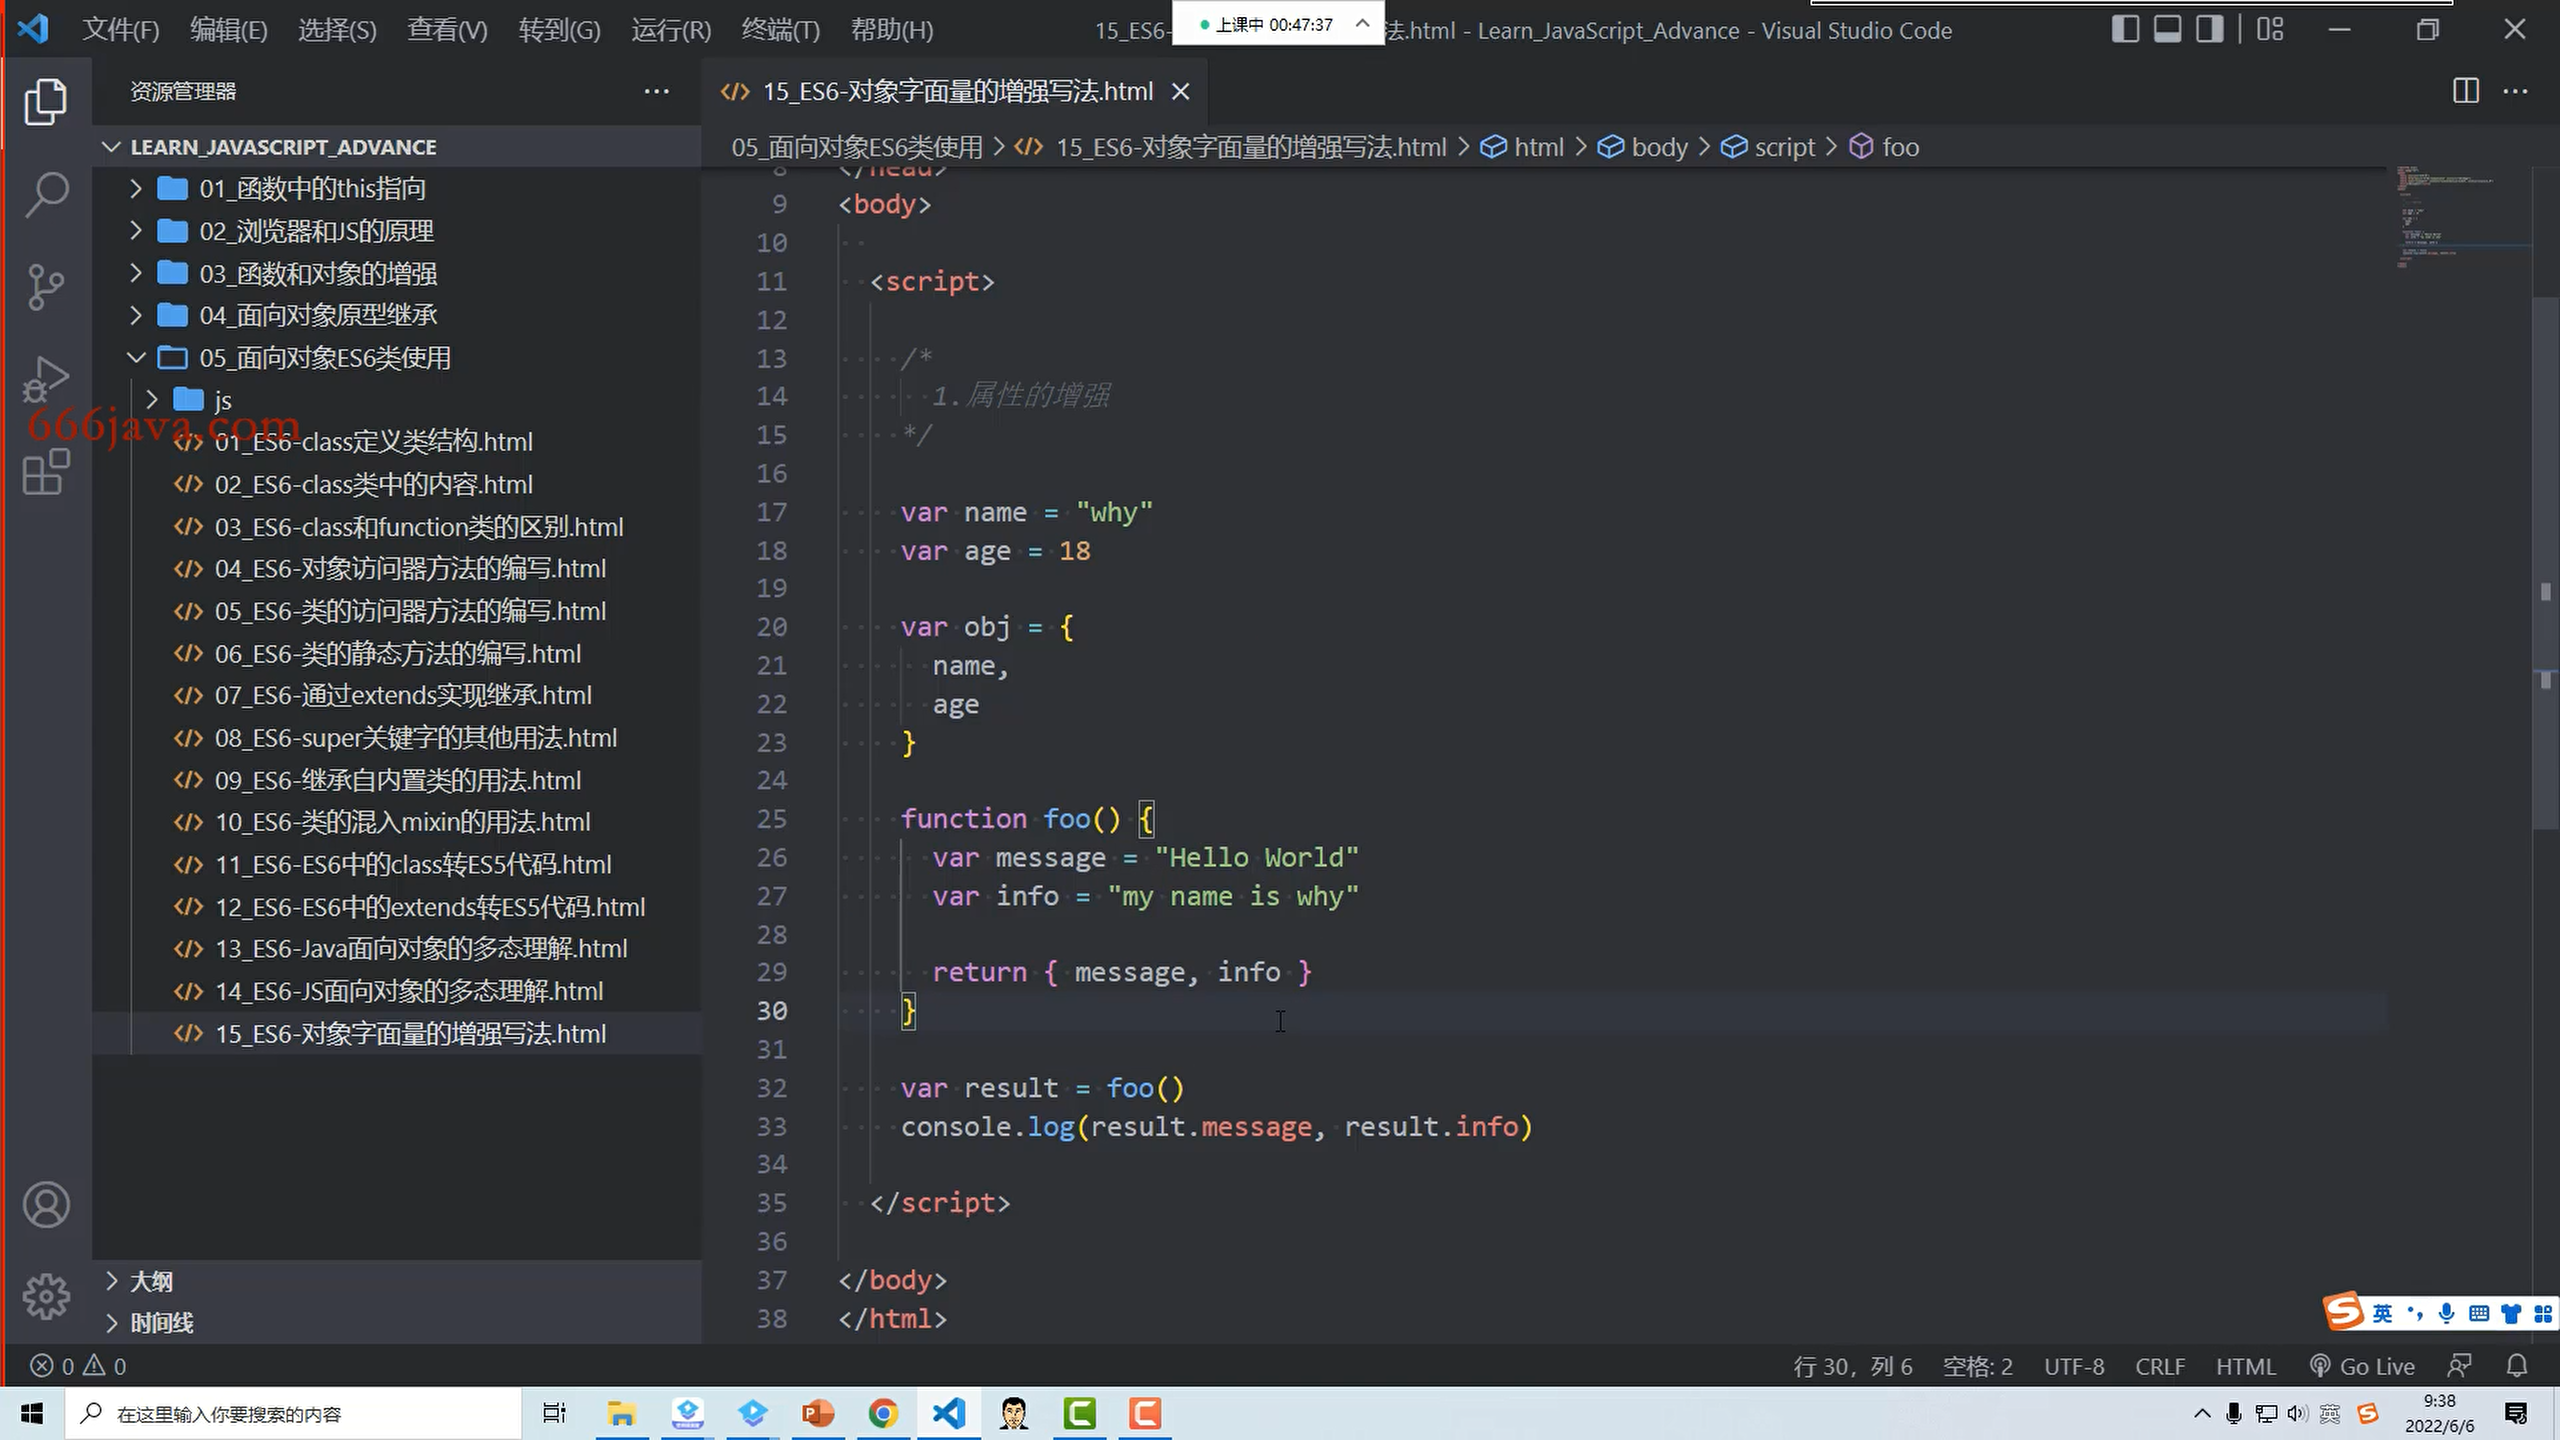 文件(F) 编辑(E) 选择(S) 查看(V) 转到(G) 运行(R) 终端(T) 帮助(H)
15_ES6- 法.html - Learn_JavaScript_Advance - Visual Studio Code
上课中 00:47:37
资源管理器
LEARN_JAVASCRIPT_ADVANCE
01_函数中的this指向
02_浏览器和JS的原理
03_函数和对象的增强
04_面向对象原型继承
05_面向对象ES6类使用
js
666java.com
01_ES6-class定义类结构.html
02_ES6-class类中的内容.html
03_ES6-class和function类的区别.html
04_ES6-对象访问器方法的编写.html
05_ES6-类的访问器方法的编写.html
06_ES6-类的静态方法的编写.html
07_ES6-通过extends实现继承.html
08_ES6-super关键字的其他用法.html
09_ES6-继承自内置类的用法.html
10_ES6-类的混入mixin的用法.html
11_ES6-ES6中的class转ES5代码.html
12_ES6-ES6中的extends转ES5代码.html
13_ES6-Java面向对象的多态理解.html
14_ES6-JS面向对象的多态理解.html
15_ES6-对象字面量的增强写法.html
大纲
时间线
15_ES6-对象字面量的增强写法.html
05_面向对象ES6类使用 > 15_ES6-对象字面量的增强写法.html > html > body > script > foo
8 </head>
9 <body>
10
11 <script>
12
13 /*
14 1.属性的增强
15 */
16
17 var name = "why"
18 var age = 18
19
20 var obj = {
21 name,
22 age
23 }
24
25 function foo() {
26 var message = "Hello World"
27 var info = "my name is why"
28
29 return { message, info }
30 }
31
32 var result = foo()
33 console.log(result.message, result.info)
34
35 </script>
36
37 </body>
38 </html>
英
0 0
行 30，列 6 空格: 2 UTF-8 CRLF HTML Go Live
在这里输入你要搜索的内容
英
9:38
2022/6/6